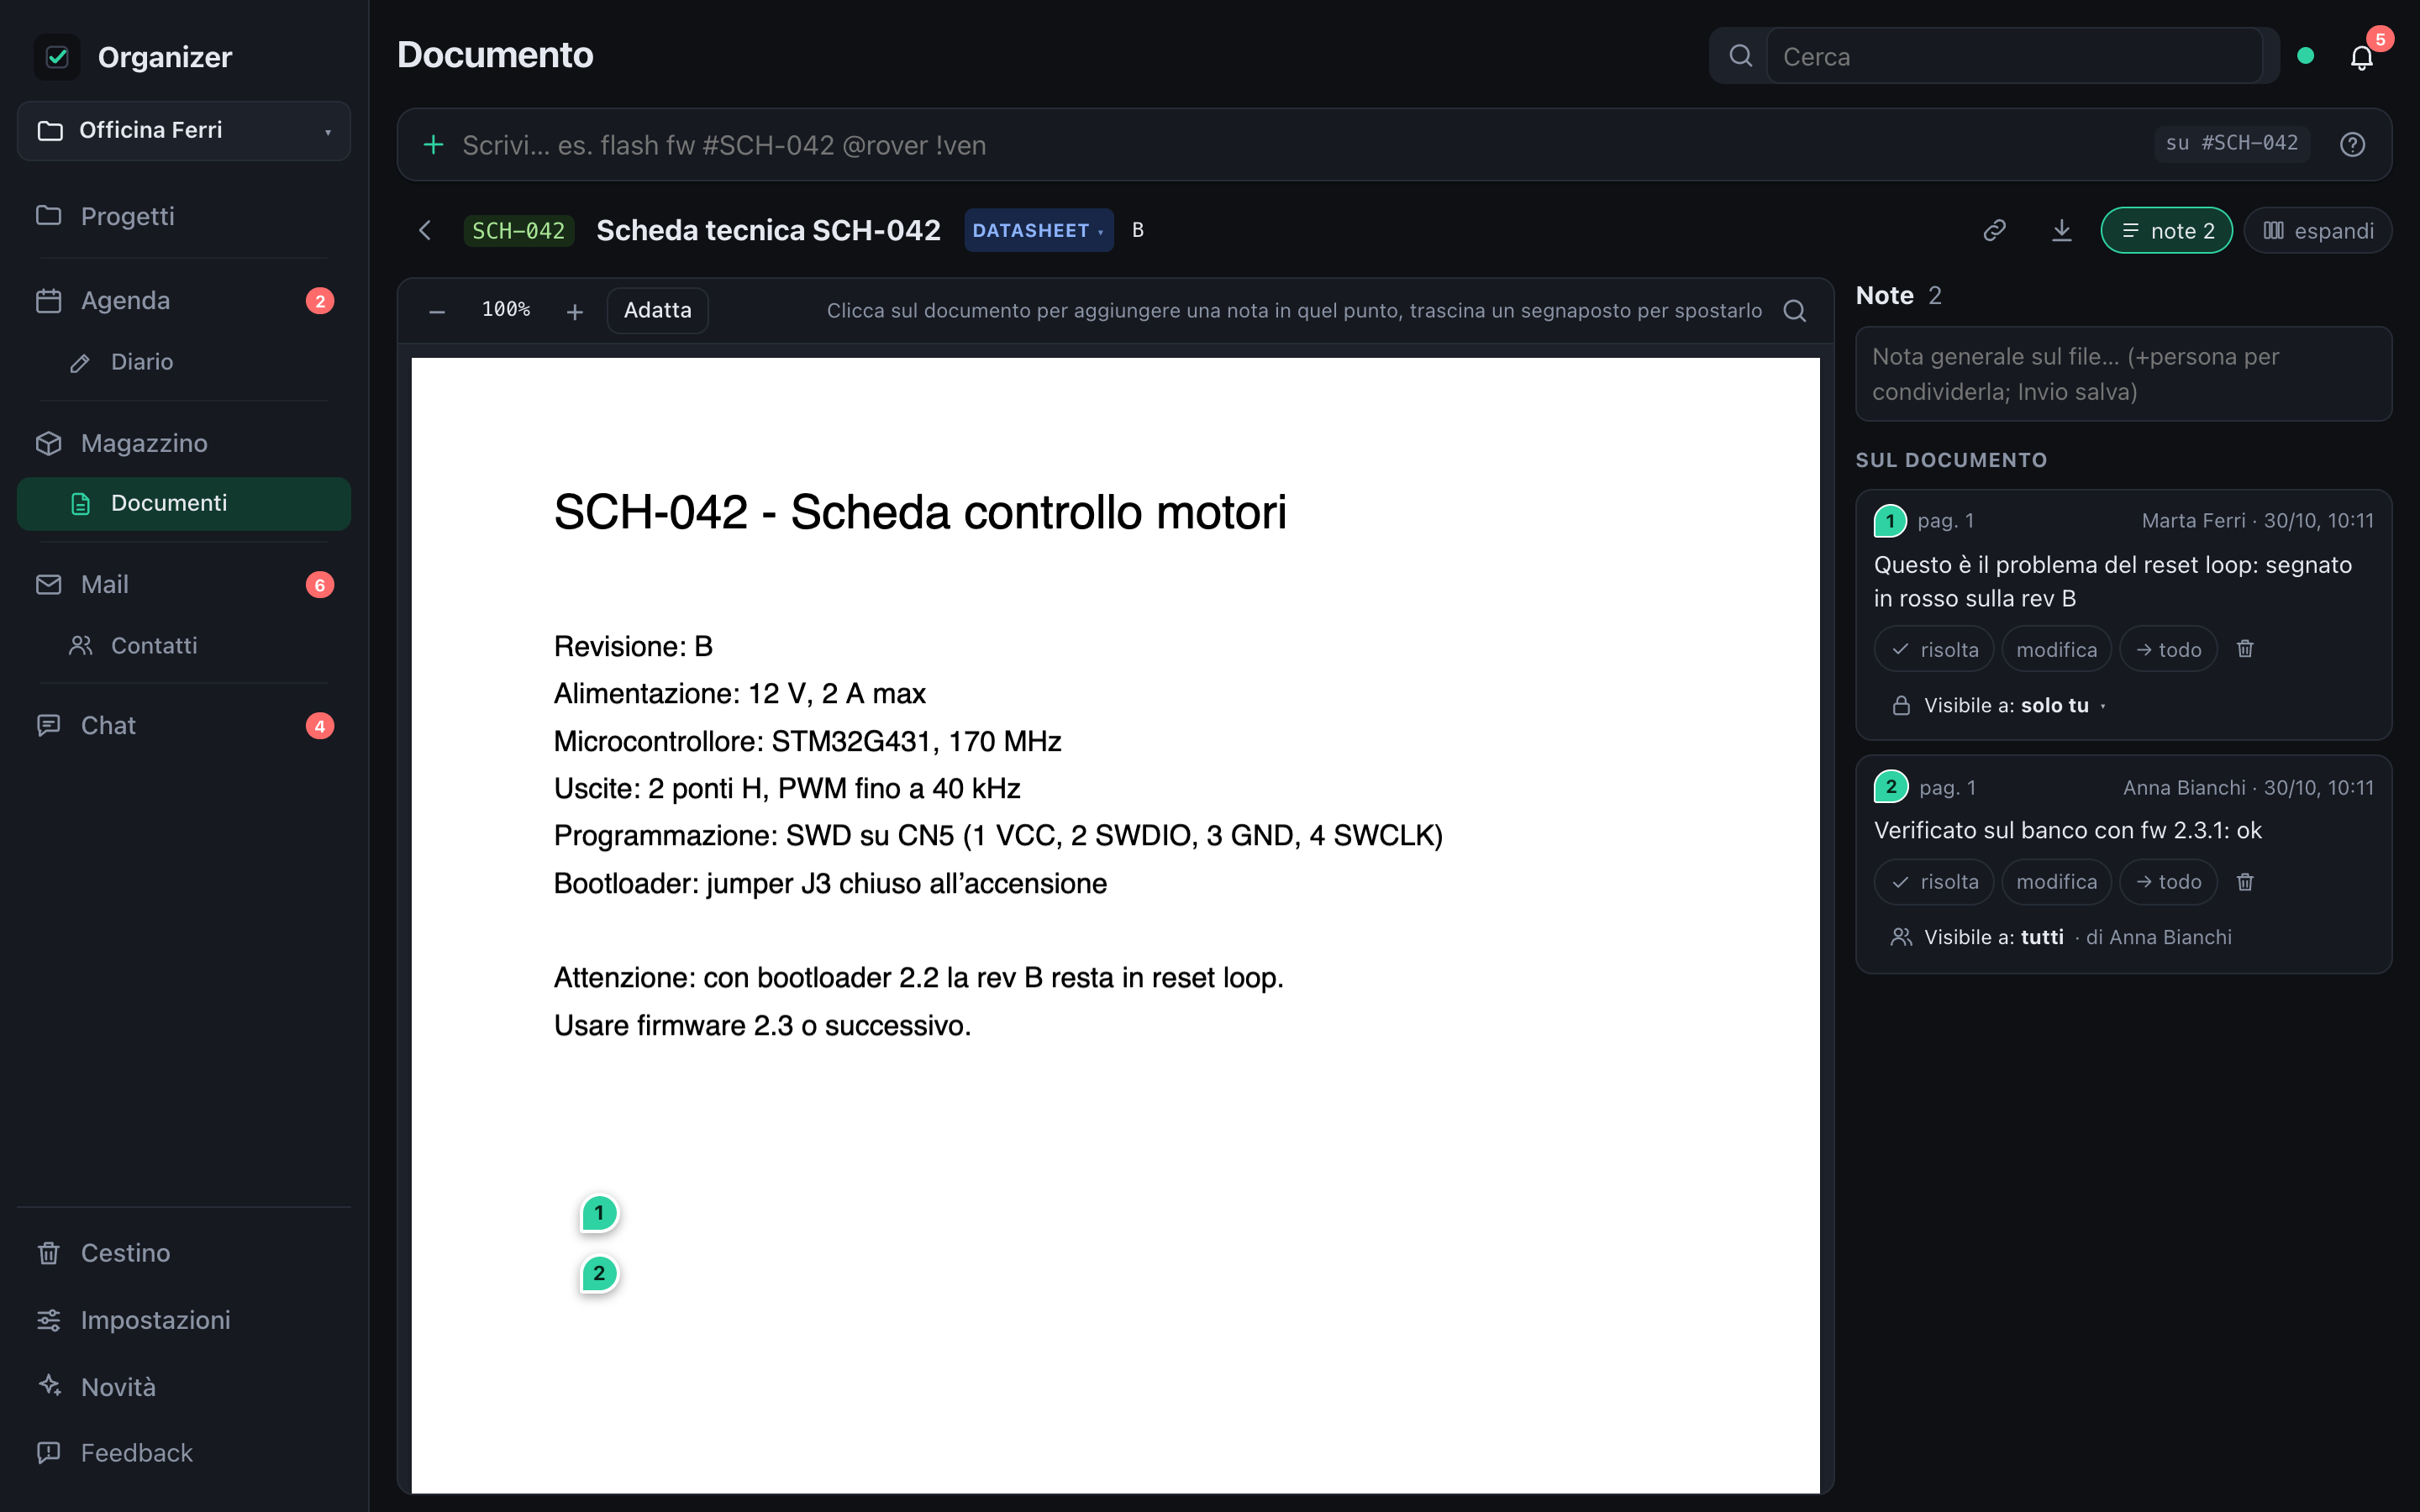 Organizer
Officina Ferri
Progetti
Agenda 2
Diario
Magazzino
Documenti
Mail 6
Contatti
Chat 4
Cestino
Impostazioni
Novità
Feedback
Documento
Cerca
5
Scrivi... es. flash fw #SCH-042 @rover !ven
su #SCH-042
SCH-042 Scheda tecnica SCH-042 DATASHEET B
note 2
espandi
100% + Adatta
Clicca sul documento per aggiungere una nota in quel punto, trascina un segnaposto per spostarlo
SCH-042 - Scheda controllo motori
Revisione: B
Alimentazione: 12 V, 2 A max
Microcontrollore: STM32G431, 170 MHz
Uscite: 2 ponti H, PWM fino a 40 kHz
Programmazione: SWD su CN5 (1 VCC, 2 SWDIO, 3 GND, 4 SWCLK)
Bootloader: jumper J3 chiuso all’accensione
Attenzione: con bootloader 2.2 la rev B resta in reset loop.
Usare firmware 2.3 o successivo.
1
2
Note 2
Nota generale sul file... (+persona per
condividerla; Invio salva)
SUL DOCUMENTO
1 pag. 1 Marta Ferri · 30/10, 10:11
Questo è il problema del reset loop: segnato
in rosso sulla rev B
risolta modifica → todo
Visibile a: solo tu
2 pag. 1 Anna Bianchi · 30/10, 10:11
Verificato sul banco con fw 2.3.1: ok
risolta modifica → todo
Visibile a: tutti · di Anna Bianchi